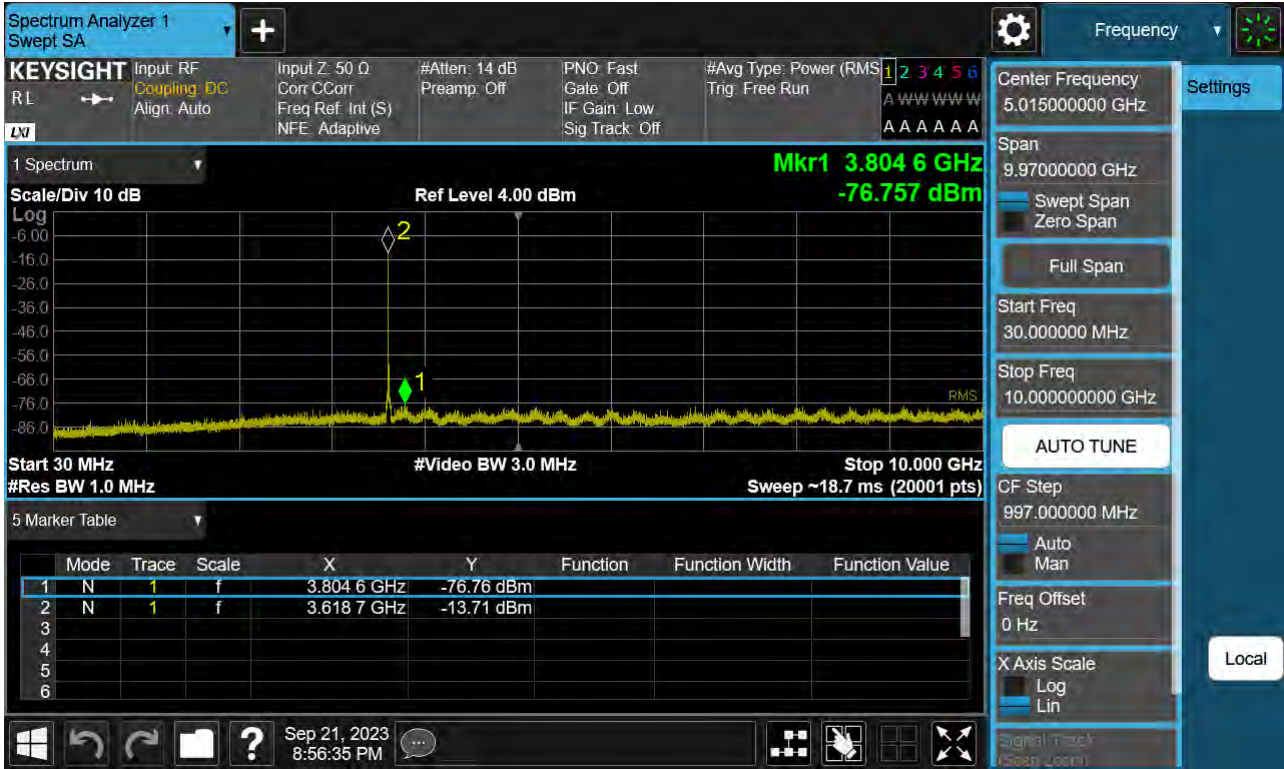 Spectrum Analyzer 1
Swept SA
+
Frequency
KEYSIGHT
RL
LXI
Input: RF
Coupling: DC
Align: Auto
Input Z: 50 Ω
Corr CCorr
Freq Ref: Int (S)
NFE: Adaptive
#Atten: 14 dB
Preamp: Off
PNO: Fast
Gate: Off
IF Gain: Low
Sig Track: Off
#Avg Type: Power (RMS
Trig: Free Run
1 2 3 4 5 6
A W W W W W
A A A A A A
1 Spectrum
Scale/Div 10 dB
Ref Level 4.00 dBm
Mkr1 3.804 6 GHz
-76.757 dBm
Log
-6.00
-16.0
-26.0
-36.0
-46.0
-56.0
-66.0
-76.0
-86.0
2
1
RMS
Start 30 MHz
#Video BW 3.0 MHz
Stop 10.000 GHz
#Res BW 1.0 MHz
Sweep ~18.7 ms (20001 pts)
5 Marker Table
Mode Trace Scale X Y Function Function Width Function Value
1 N 1 f 3.804 6 GHz -76.76 dBm
2 N 1 f 3.618 7 GHz -13.71 dBm
3
4
5
6
Sep 21, 2023
8:56:35 PM
?
Center Frequency
5.015000000 GHz
Settings
Span
9.97000000 GHz
Swept Span
Zero Span
Full Span
Start Freq
30.000000 MHz
Stop Freq
10.000000000 GHz
AUTO TUNE
CF Step
997.000000 MHz
Auto
Man
Freq Offset
0 Hz
X Axis Scale
Log
Lin
Local
Signal Track
(Span Zoom)